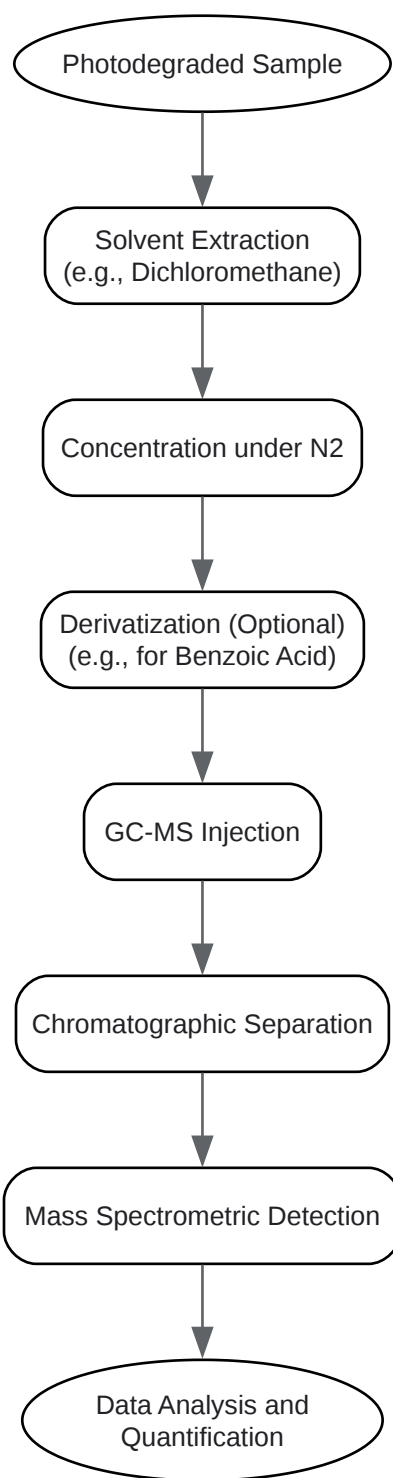 Photodegraded Sample
Solvent Extraction
(e.g., Dichloromethane)
Concentration under N2
Derivatization (Optional)
(e.g., for Benzoic Acid)
GC-MS Injection
Chromatographic Separation
Mass Spectrometric Detection
Data Analysis and
Quantification